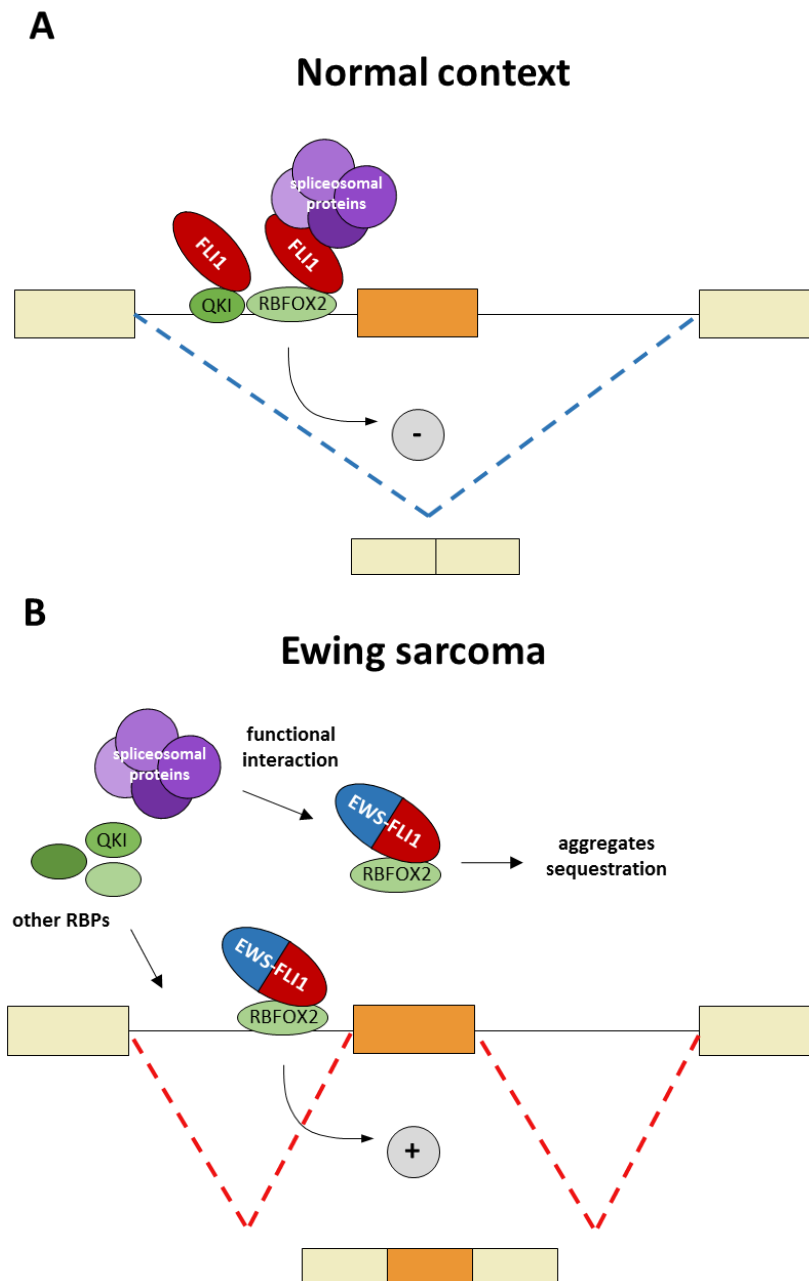 A
Normal context
spliceosomal
proteins
FLI1
FLI1
QKI
RBFOX2
-
B
Ewing sarcoma
spliceosomal
proteins
functional
interaction
EWS-FLI1
QKI
RBFOX2
aggregates
sequestration
other RBPs
EWS-FLI1
RBFOX2
+